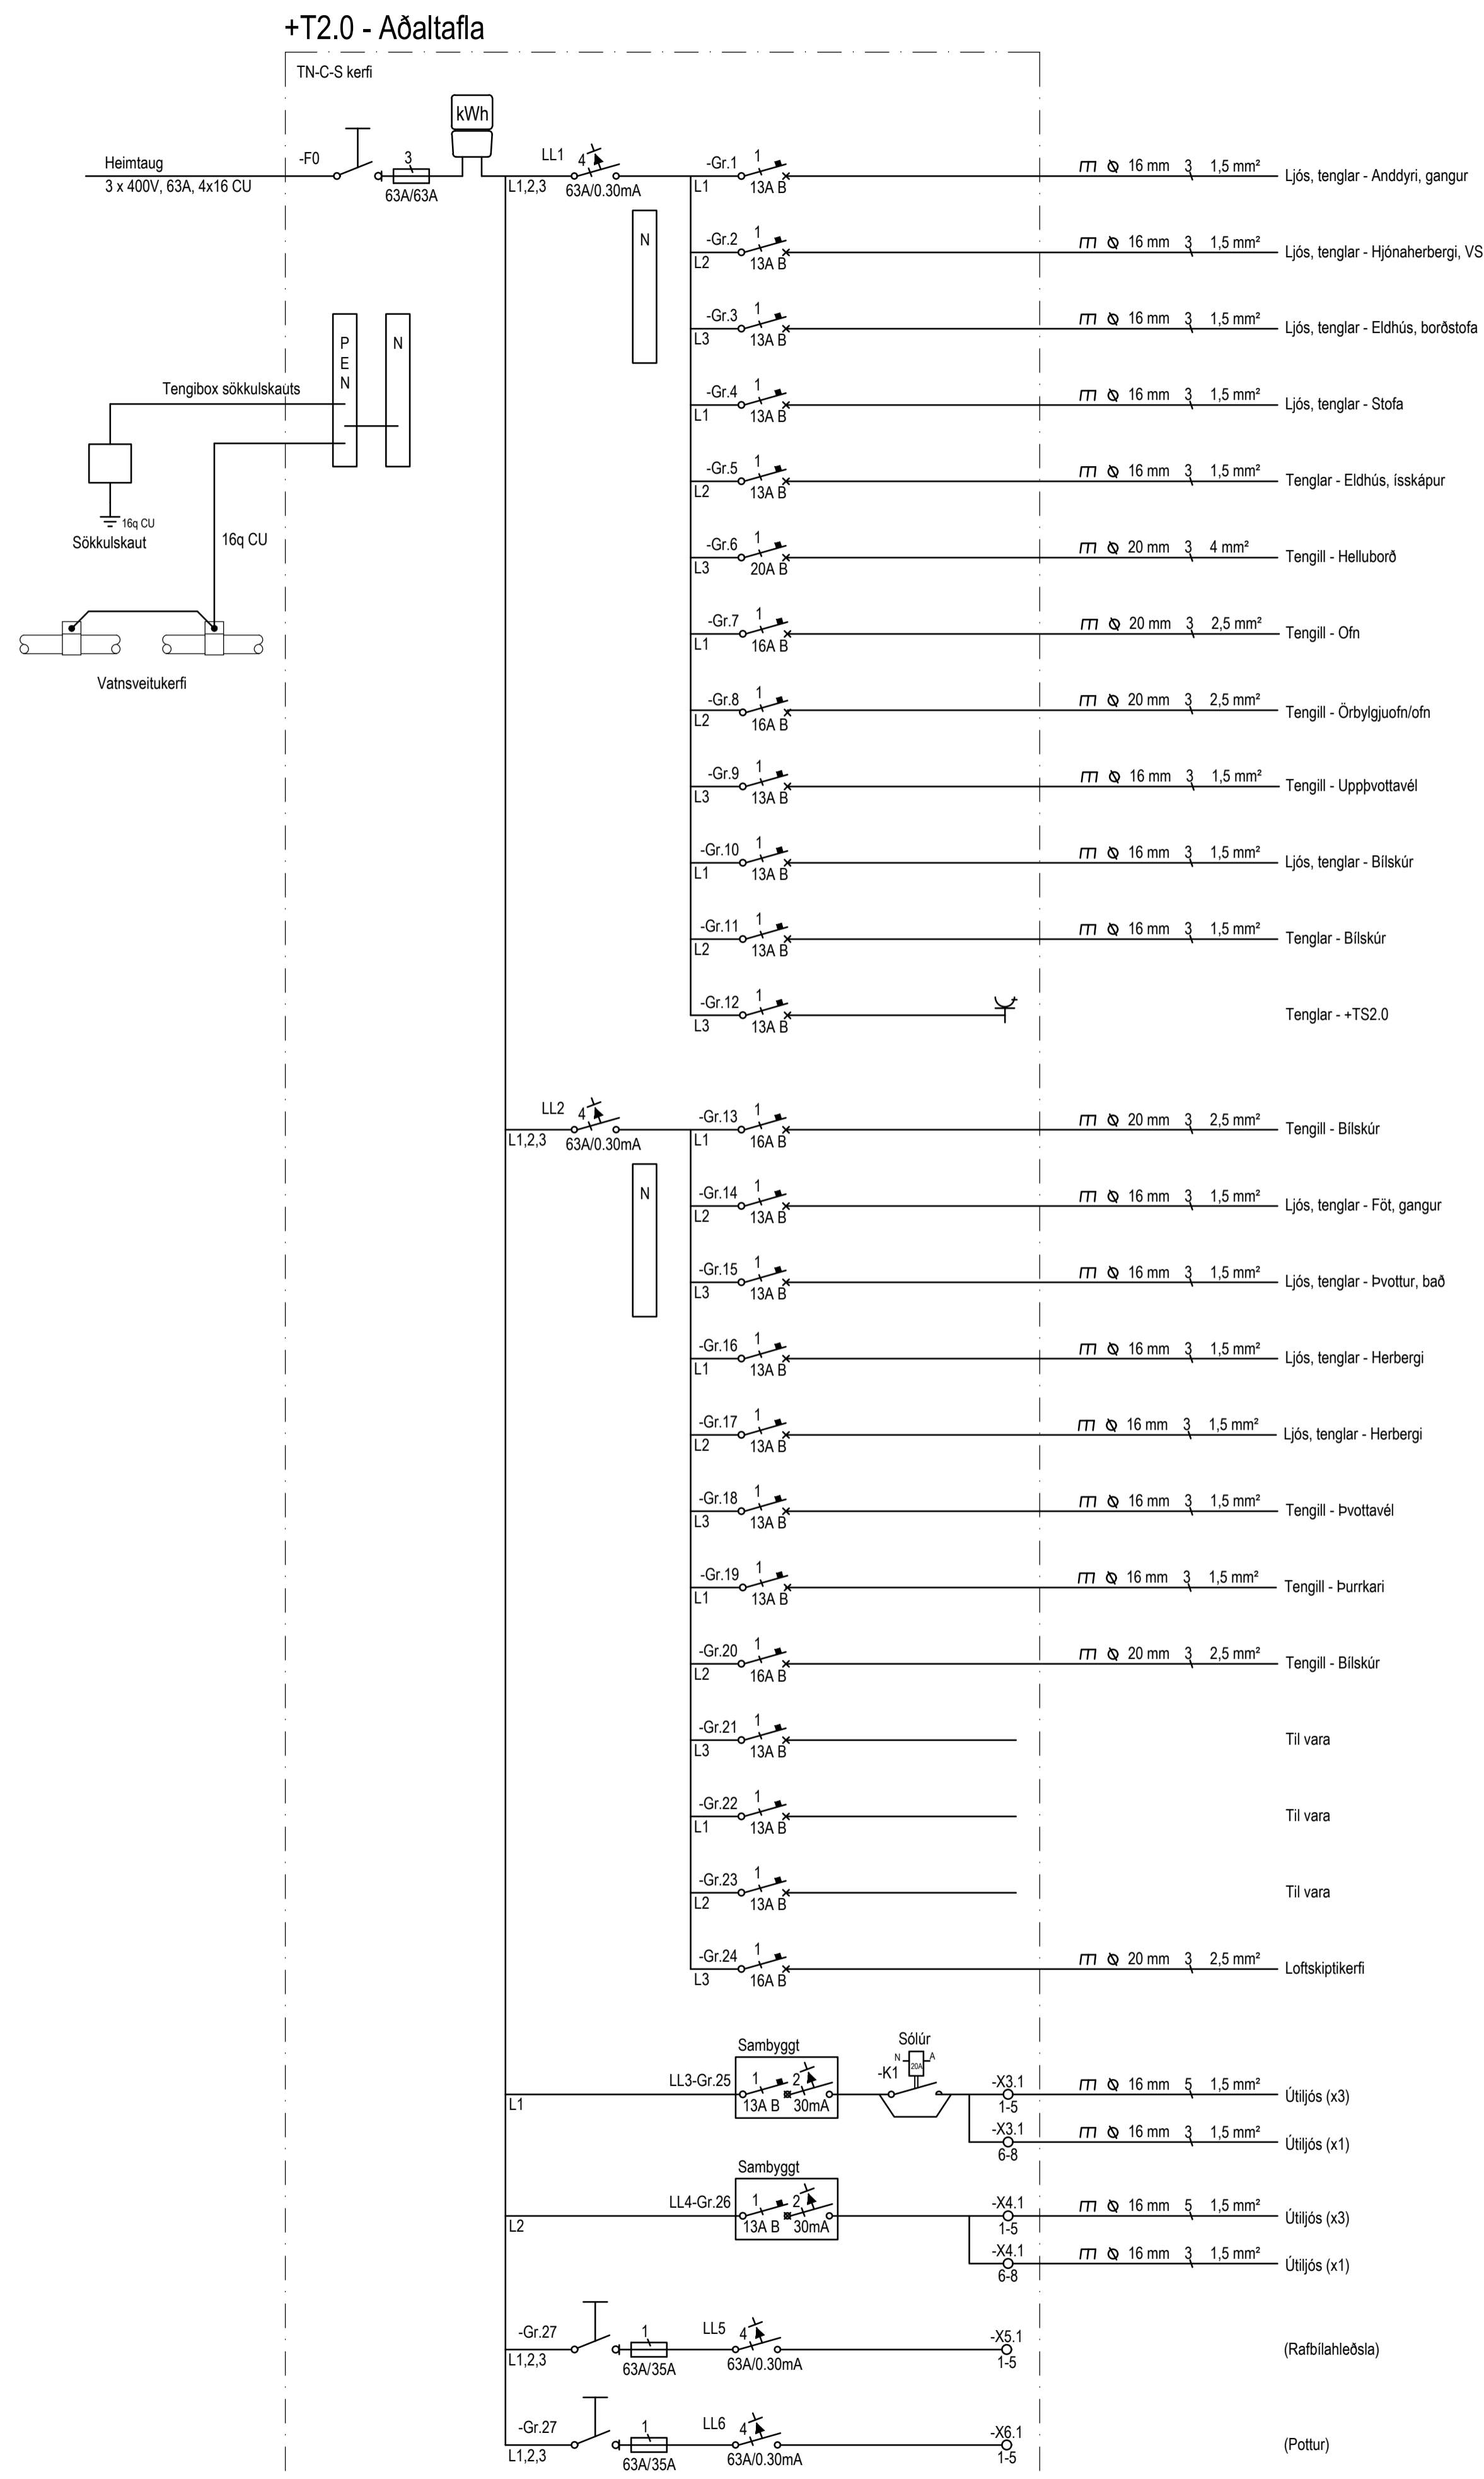 +T2.0 - Aðaltafla
TN-C-S kerfi
kWh
Heimtaug
3 x 400V, 63A, 4x16 CU
-F0
3
63A/63A
L1,2,3
LL1
4
63A/0.30mA
N
-Gr.1
1
L1
13A B
16 mm 3 1,5 mm²
Ljós, tenglar - Anddyri, gangur
-Gr.2
1
L2
13A B
16 mm 3 1,5 mm²
Ljós, tenglar - Hjónaherbergi, VS
-Gr.3
1
L3
13A B
16 mm 3 1,5 mm²
Ljós, tenglar - Eldhús, borðstofa
PEN
N
Tengibox sökkulskauts
16q CU
Sökkulskaut
16q CU
Vatnsveitukerfi
-Gr.4
1
L1
13A B
16 mm 3 1,5 mm²
Ljós, tenglar - Stofa
-Gr.5
1
L2
13A B
16 mm 3 1,5 mm²
Tenglar - Eldhús, ísskápur
-Gr.6
1
L3
20A B
20 mm 3 4 mm²
Tengill - Helluborð
-Gr.7
1
L1
16A B
20 mm 3 2,5 mm²
Tengill - Ofn
-Gr.8
1
L2
16A B
20 mm 3 2,5 mm²
Tengill - Örbylgjuofn/ofn
-Gr.9
1
L3
13A B
16 mm 3 1,5 mm²
Tengill - Uppþvottavél
-Gr.10
1
L1
13A B
16 mm 3 1,5 mm²
Ljós, tenglar - Bílskúr
-Gr.11
1
L2
13A B
16 mm 3 1,5 mm²
Tenglar - Bílskúr
-Gr.12
1
L3
13A B
Tenglar - +TS2.0
LL2
4
L1,2,3
63A/0.30mA
N
-Gr.13
1
L1
16A B
20 mm 3 2,5 mm²
Tengill - Bílskúr
-Gr.14
1
L2
13A B
16 mm 3 1,5 mm²
Ljós, tenglar - Föt, gangur
-Gr.15
1
L3
13A B
16 mm 3 1,5 mm²
Ljós, tenglar - Þvottur, bað
-Gr.16
1
L1
13A B
16 mm 3 1,5 mm²
Ljós, tenglar - Herbergi
-Gr.17
1
L2
13A B
16 mm 3 1,5 mm²
Ljós, tenglar - Herbergi
-Gr.18
1
L3
13A B
16 mm 3 1,5 mm²
Tengill - Þvottavél
-Gr.19
1
L1
13A B
16 mm 3 1,5 mm²
Tengill - Þurrkari
-Gr.20
1
L2
16A B
20 mm 3 2,5 mm²
Tengill - Bílskúr
-Gr.21
1
L3
13A B
Til vara
-Gr.22
1
L1
13A B
Til vara
-Gr.23
1
L2
13A B
Til vara
-Gr.24
1
L3
16A B
20 mm 3 2,5 mm²
Loftskiptikerfi
Sambyggt
LL3-Gr.25
1
2
L1
13A B
30mA
Sólúr
N
A
20A
-K1
-X3.1
1-5
16 mm 5 1,5 mm²
Útiljós (x3)
-X3.1
6-8
16 mm 3 1,5 mm²
Útiljós (x1)
Sambyggt
LL4-Gr.26
1
2
L2
13A B
30mA
-X4.1
1-5
16 mm 5 1,5 mm²
Útiljós (x3)
-X4.1
6-8
16 mm 3 1,5 mm²
Útiljós (x1)
-Gr.27
L1,2,3
1
63A/35A
LL5
4
63A/0.30mA
-X5.1
1-5
(Rafbílahleðsla)
-Gr.27
L1,2,3
1
63A/35A
LL6
4
63A/0.30mA
-X6.1
1-5
(Pottur)